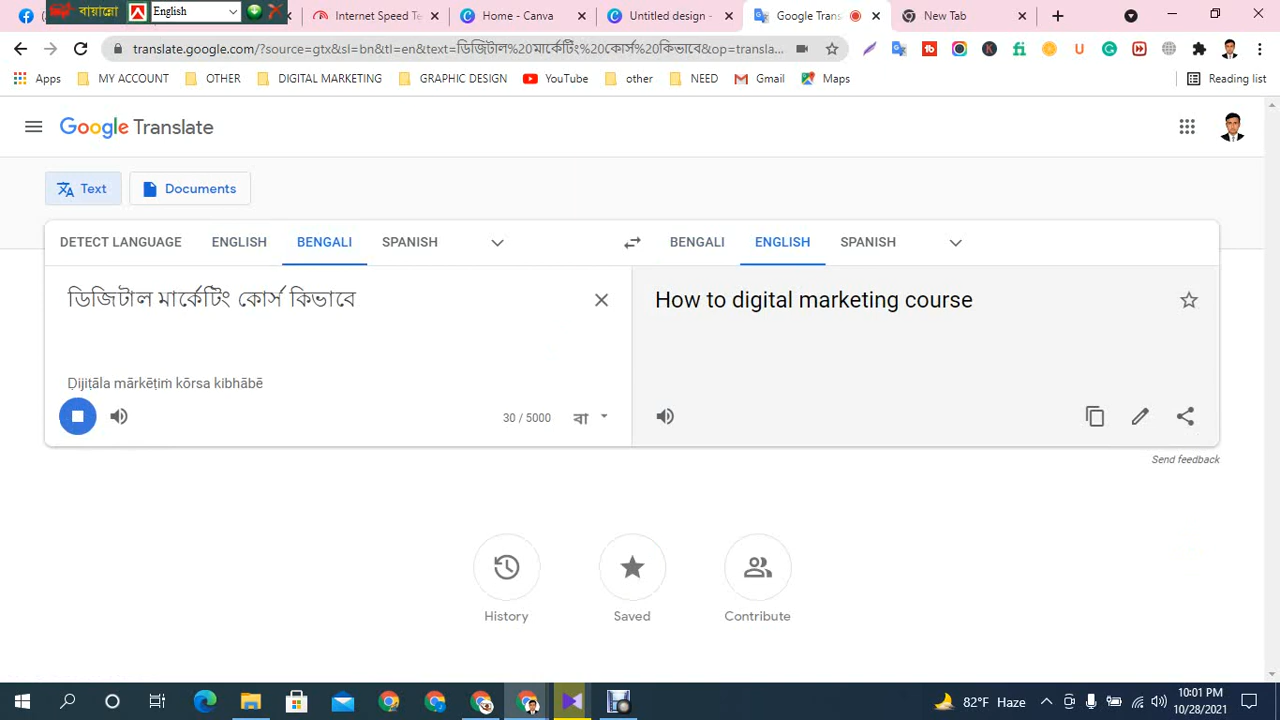 বায়ান্নো English
Internet Speed Te
Home - Canva
Untitled design -
Google Trans
New Tab
translate.google.com/?source=gtx&sl=bn&tl=en&text=ডিজিটাল%20মার্কেটিং%20কোর্স%20কিভাবে&op=transla...
Apps MY ACCOUNT OTHER DIGITAL MARKETING GRAPHIC DESIGN YouTube other NEED Gmail Maps Reading list
Google Translate
Text Documents
DETECT LANGUAGE ENGLISH BENGALI SPANISH BENGALI ENGLISH SPANISH
ডিজিটাল মার্কেটিং কোর্স কিভাবে
How to digital marketing course
Ḍijiṭāla mārkēṭiṁ kōrsa kibhābē
30 / 5000 বা
Send feedback
History Saved Contribute
82°F Haze 10:01 PM
10/28/2021